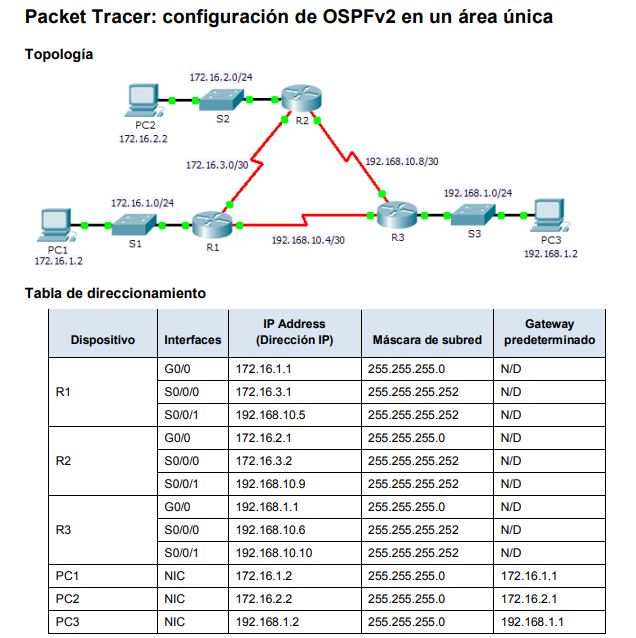 Packet Tracer: configuración de OSPFv2 en un área única
Topología
172.16.2.0/24
PC2
172.16.2.2
S2
R2
172.16.3.0/30
192.168.10.8/30
172.16.1.0/24
192.168.1.0/24
PC1
172.16.1.2
S1
R1
192.168.10.4/30
R3
S3
PC3
192.168.1.2
Tabla de direccionamiento
Dispositivo Interfaces IP Address (Dirección IP) Máscara de subred Gateway predeterminado
R1 G0/0 172.16.1.1 255.255.255.0 N/D
S0/0/0 172.16.3.1 255.255.255.252 N/D
S0/0/1 192.168.10.5 255.255.255.252 N/D
R2 G0/0 172.16.2.1 255.255.255.0 N/D
S0/0/0 172.16.3.2 255.255.255.252 N/D
S0/0/1 192.168.10.9 255.255.255.252 N/D
R3 G0/0 192.168.1.1 255.255.255.0 N/D
S0/0/0 192.168.10.6 255.255.255.252 N/D
S0/0/1 192.168.10.10 255.255.255.252 N/D
PC1 NIC 172.16.1.2 255.255.255.0 172.16.1.1
PC2 NIC 172.16.2.2 255.255.255.0 172.16.2.1
PC3 NIC 192.168.1.2 255.255.255.0 192.168.1.1